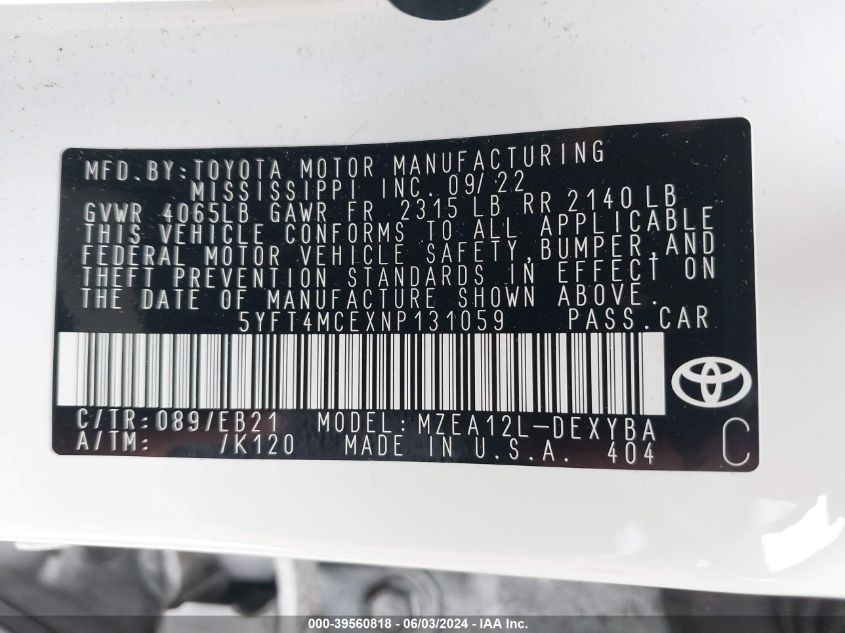 MFD.BY:TOYOTA MOTOR MANUFACTURING
MISSISSIPPI INC. 09/22
GVWR 4065LB GAWR FR 2315 LB RR 2140 LB
THIS VEHICLE CONFORMS TO ALL APPLICABLE
FEDERAL MOTOR VEHICLE SAFETY,BUMPER,AND
THEFT PREVENTION STANDARDS IN EFFECT ON
THE DATE OF MANUFACTURE SHOWN ABOVE.
5YFT4MCEXNP131059 PASS.CAR
C/TR:089/EB21 MODEL:MZEA12L-DEXYBA
A/TM: /K120 MADE IN U.S.A. 404 C
000-39560818 - 06/03/2024 - IAA Inc.